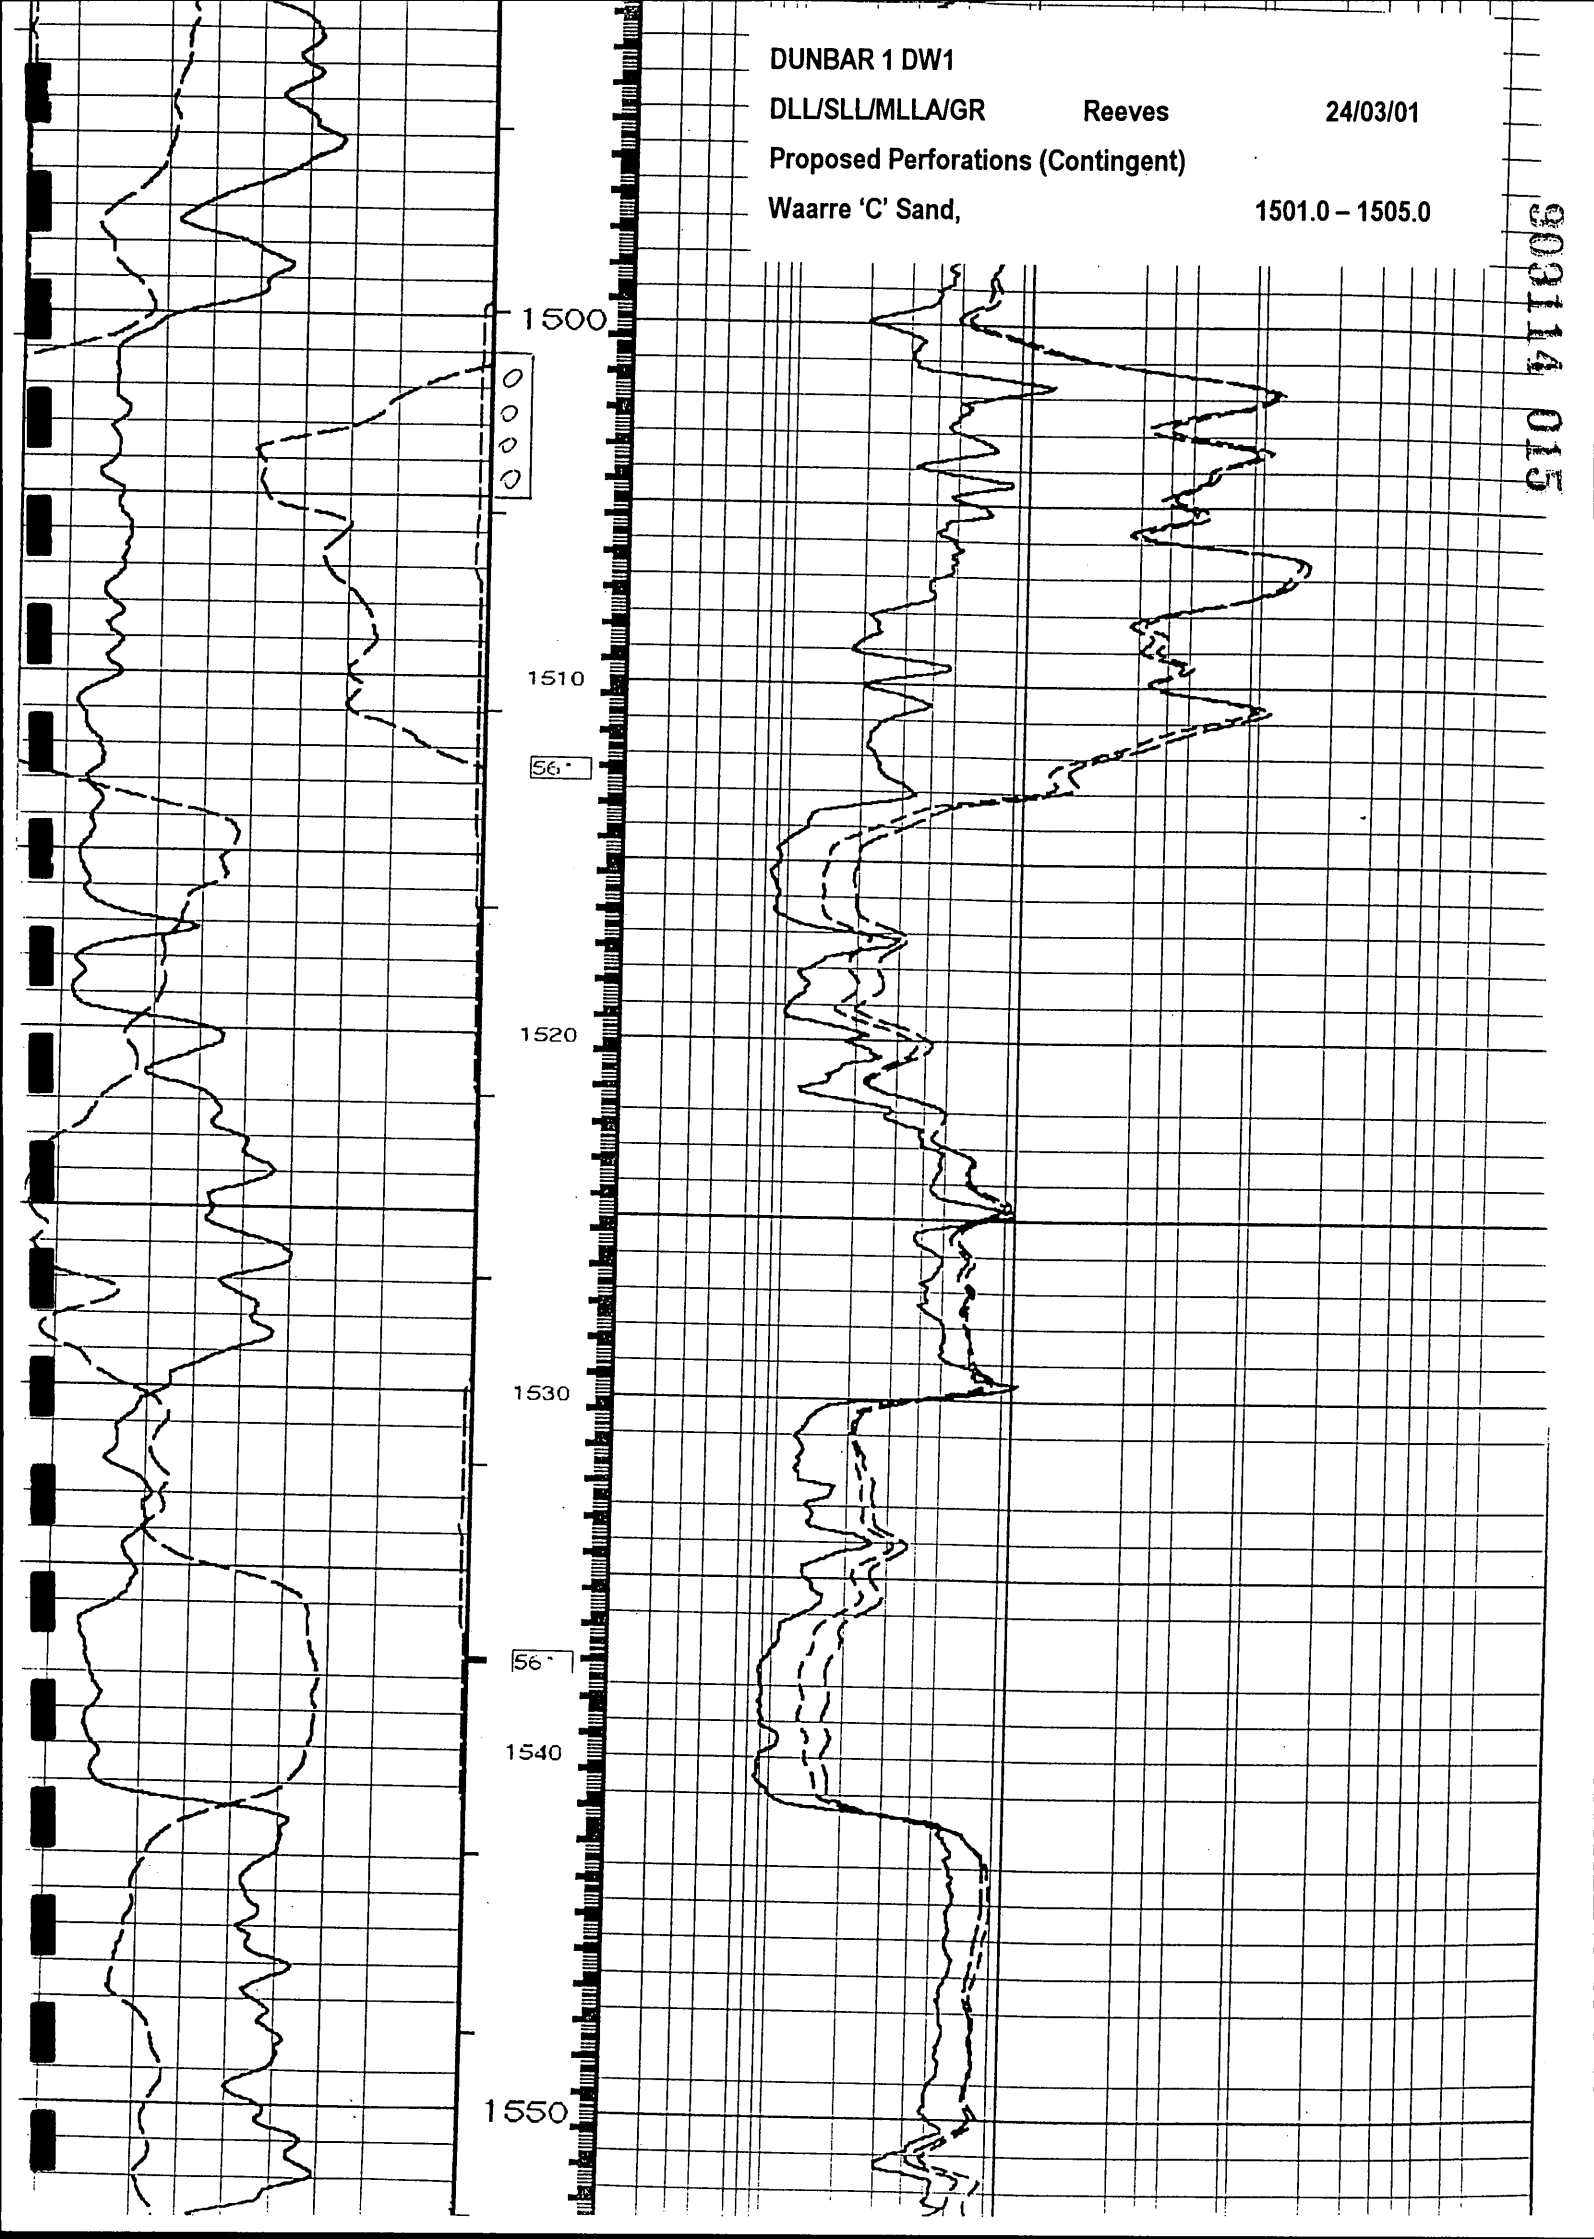 DUNBAR 1 DW1
DLL/SLL/MLLA/GR Reeves 24/03/01
Proposed Perforations (Contingent)
Waarre ‘C’ Sand, 1501.0 – 1505.0
903114 015
1500
1510
56
1520
1530
56
1540
1550